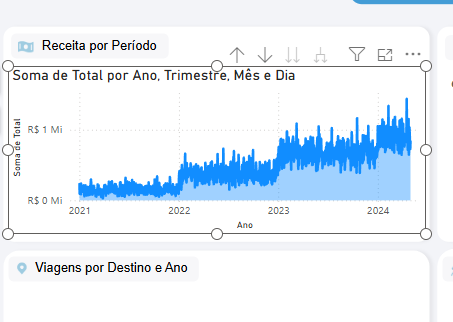 Receita por Período
Soma de Total por Ano, Trimestre, Mês e Dia
Soma de Total
R$ 1 Mi
R$ 0 Mi
2021 2022 2023 2024
Ano
Viagens por Destino e Ano